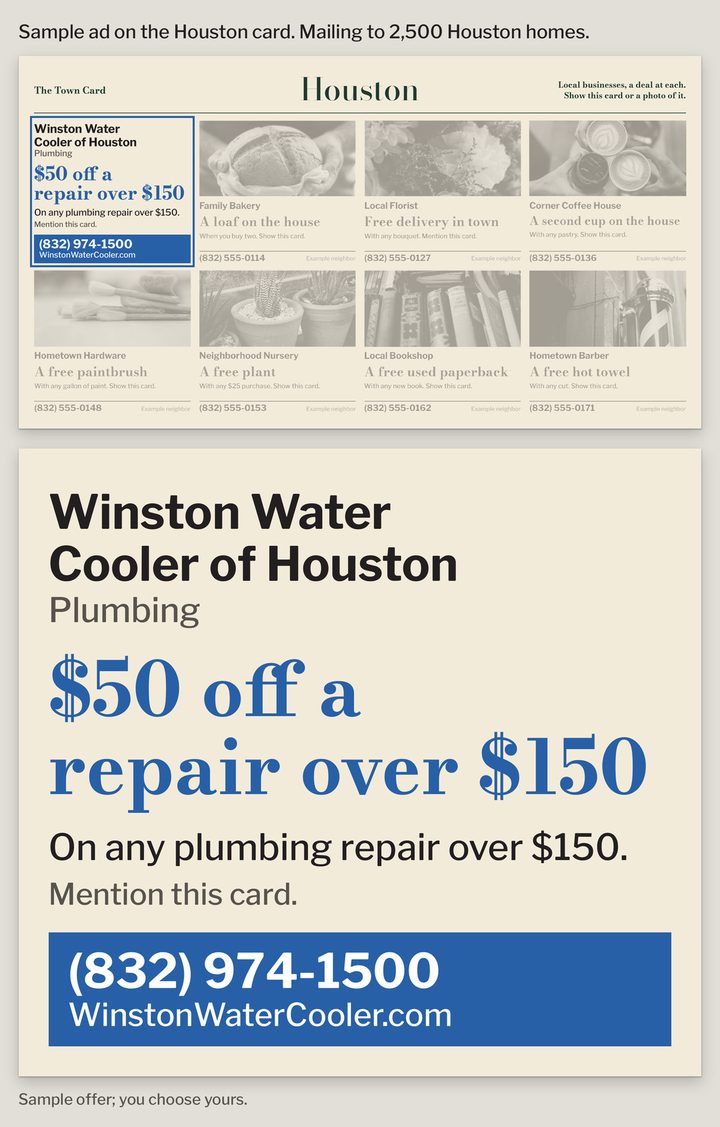 Sample ad on the Houston card. Mailing to 2,500 Houston homes.
The Town Card
Houston
Local businesses, a deal at each.
Show this card or a photo of it.
Winston Water
Cooler of Houston
Plumbing
$50 off a
repair over $150
On any plumbing repair over $150.
Mention this card.
(832) 974-1500
WinstonWaterCooler.com
Family Bakery
A loaf on the house
When you buy two. Show this card.
(832) 555-0114
Example neighbor
Local Florist
Free delivery in town
With any bouquet. Mention this card.
(832) 555-0127
Example neighbor
Corner Coffee House
A second cup on the house
With any pastry. Show this card.
(832) 555-0136
Example neighbor
Hometown Hardware
A free paintbrush
With any gallon of paint. Show this card.
(832) 555-0148
Example neighbor
Neighborhood Nursery
A free plant
With any $25 purchase. Show this card.
(832) 555-0153
Example neighbor
Local Bookshop
A free used paperback
With any new book. Show this card.
(832) 555-0162
Example neighbor
Hometown Barber
A free hot towel
With any cut. Show this card.
(832) 555-0171
Example neighbor
Winston Water
Cooler of Houston
Plumbing
$50 off a
repair over $150
On any plumbing repair over $150.
Mention this card.
(832) 974-1500
WinstonWaterCooler.com
Sample offer; you choose yours.